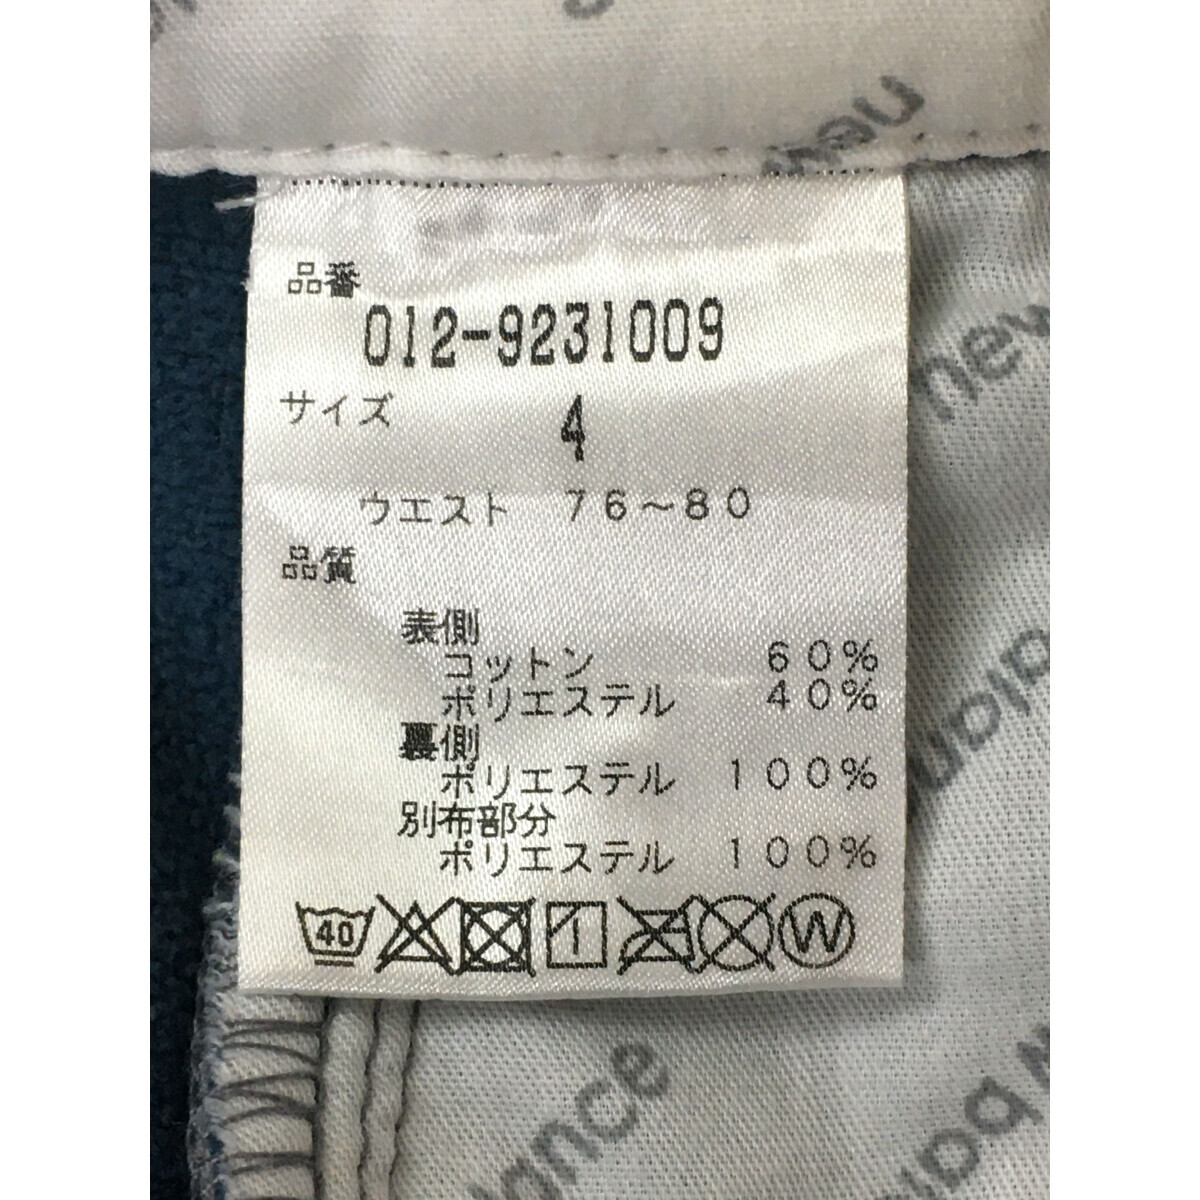 new
品番
012-9231009
サイズ
4
ウエスト 76~80
品質
表側
コットン 60%
ポリエステル 40%
裏側
ポリエステル 100%
別布部分
ポリエステル 100%
40
W
new